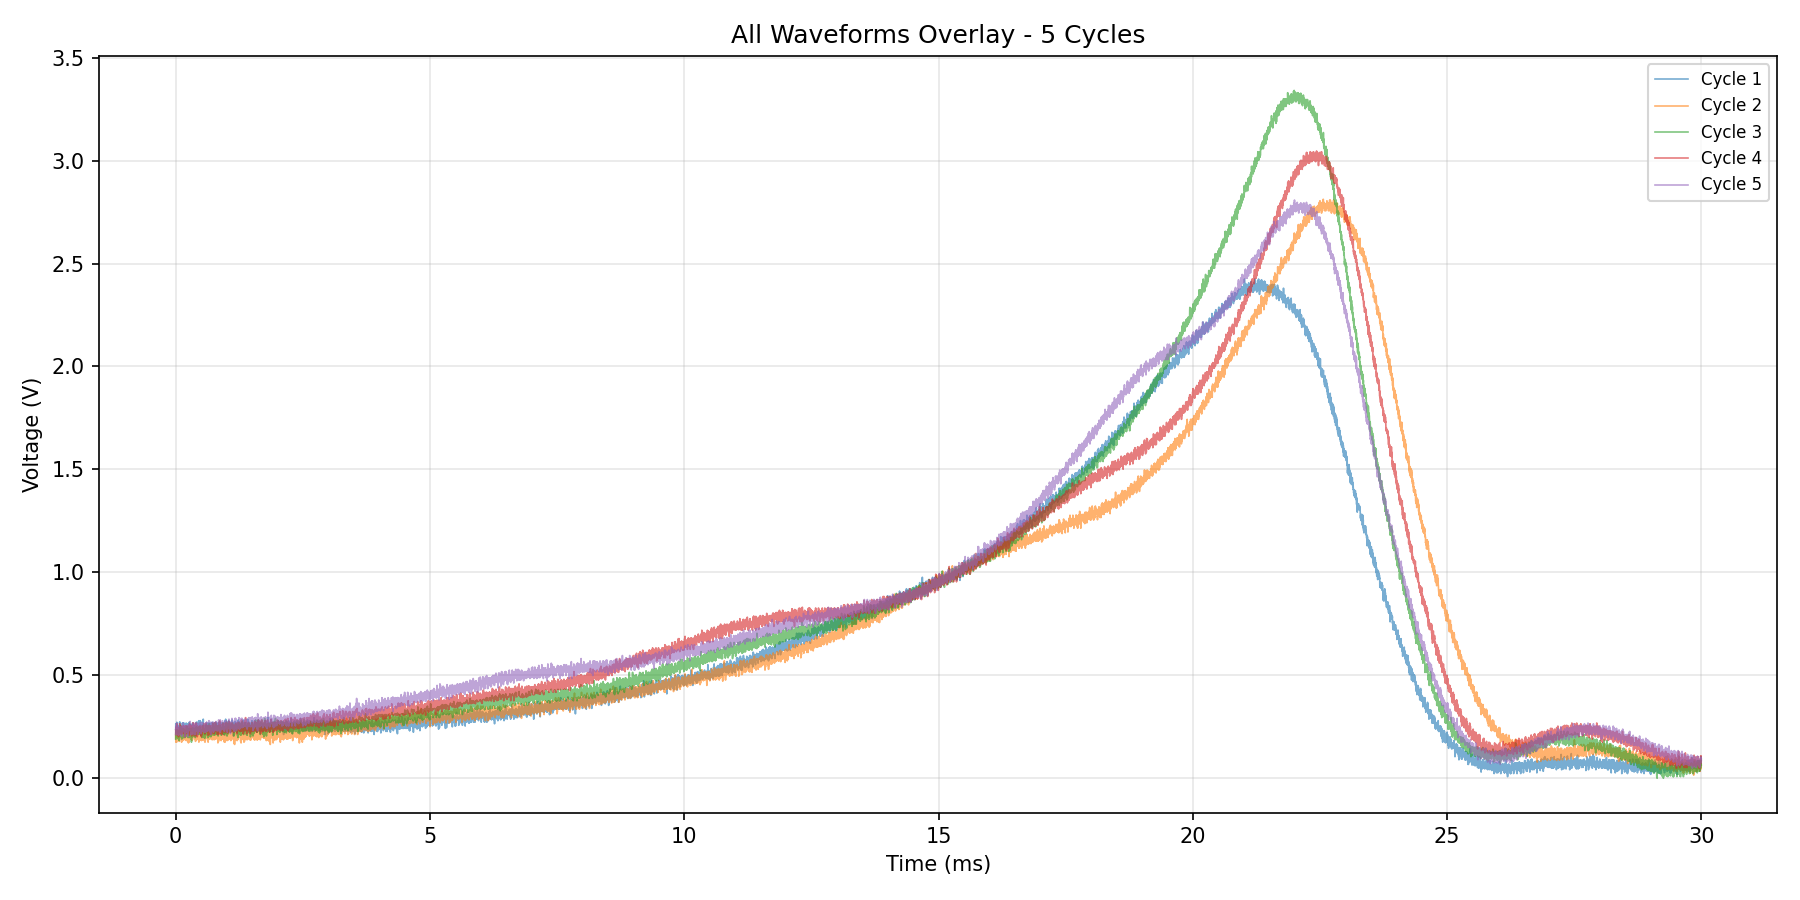 All Waveforms Overlay - 5 Cycles
3.5
3.0
2.5
2.0
1.5
1.0
0.5
0.0
Voltage (V)
Cycle 1
Cycle 2
Cycle 3
Cycle 4
Cycle 5
0 5 10 15 20 25 30
Time (ms)